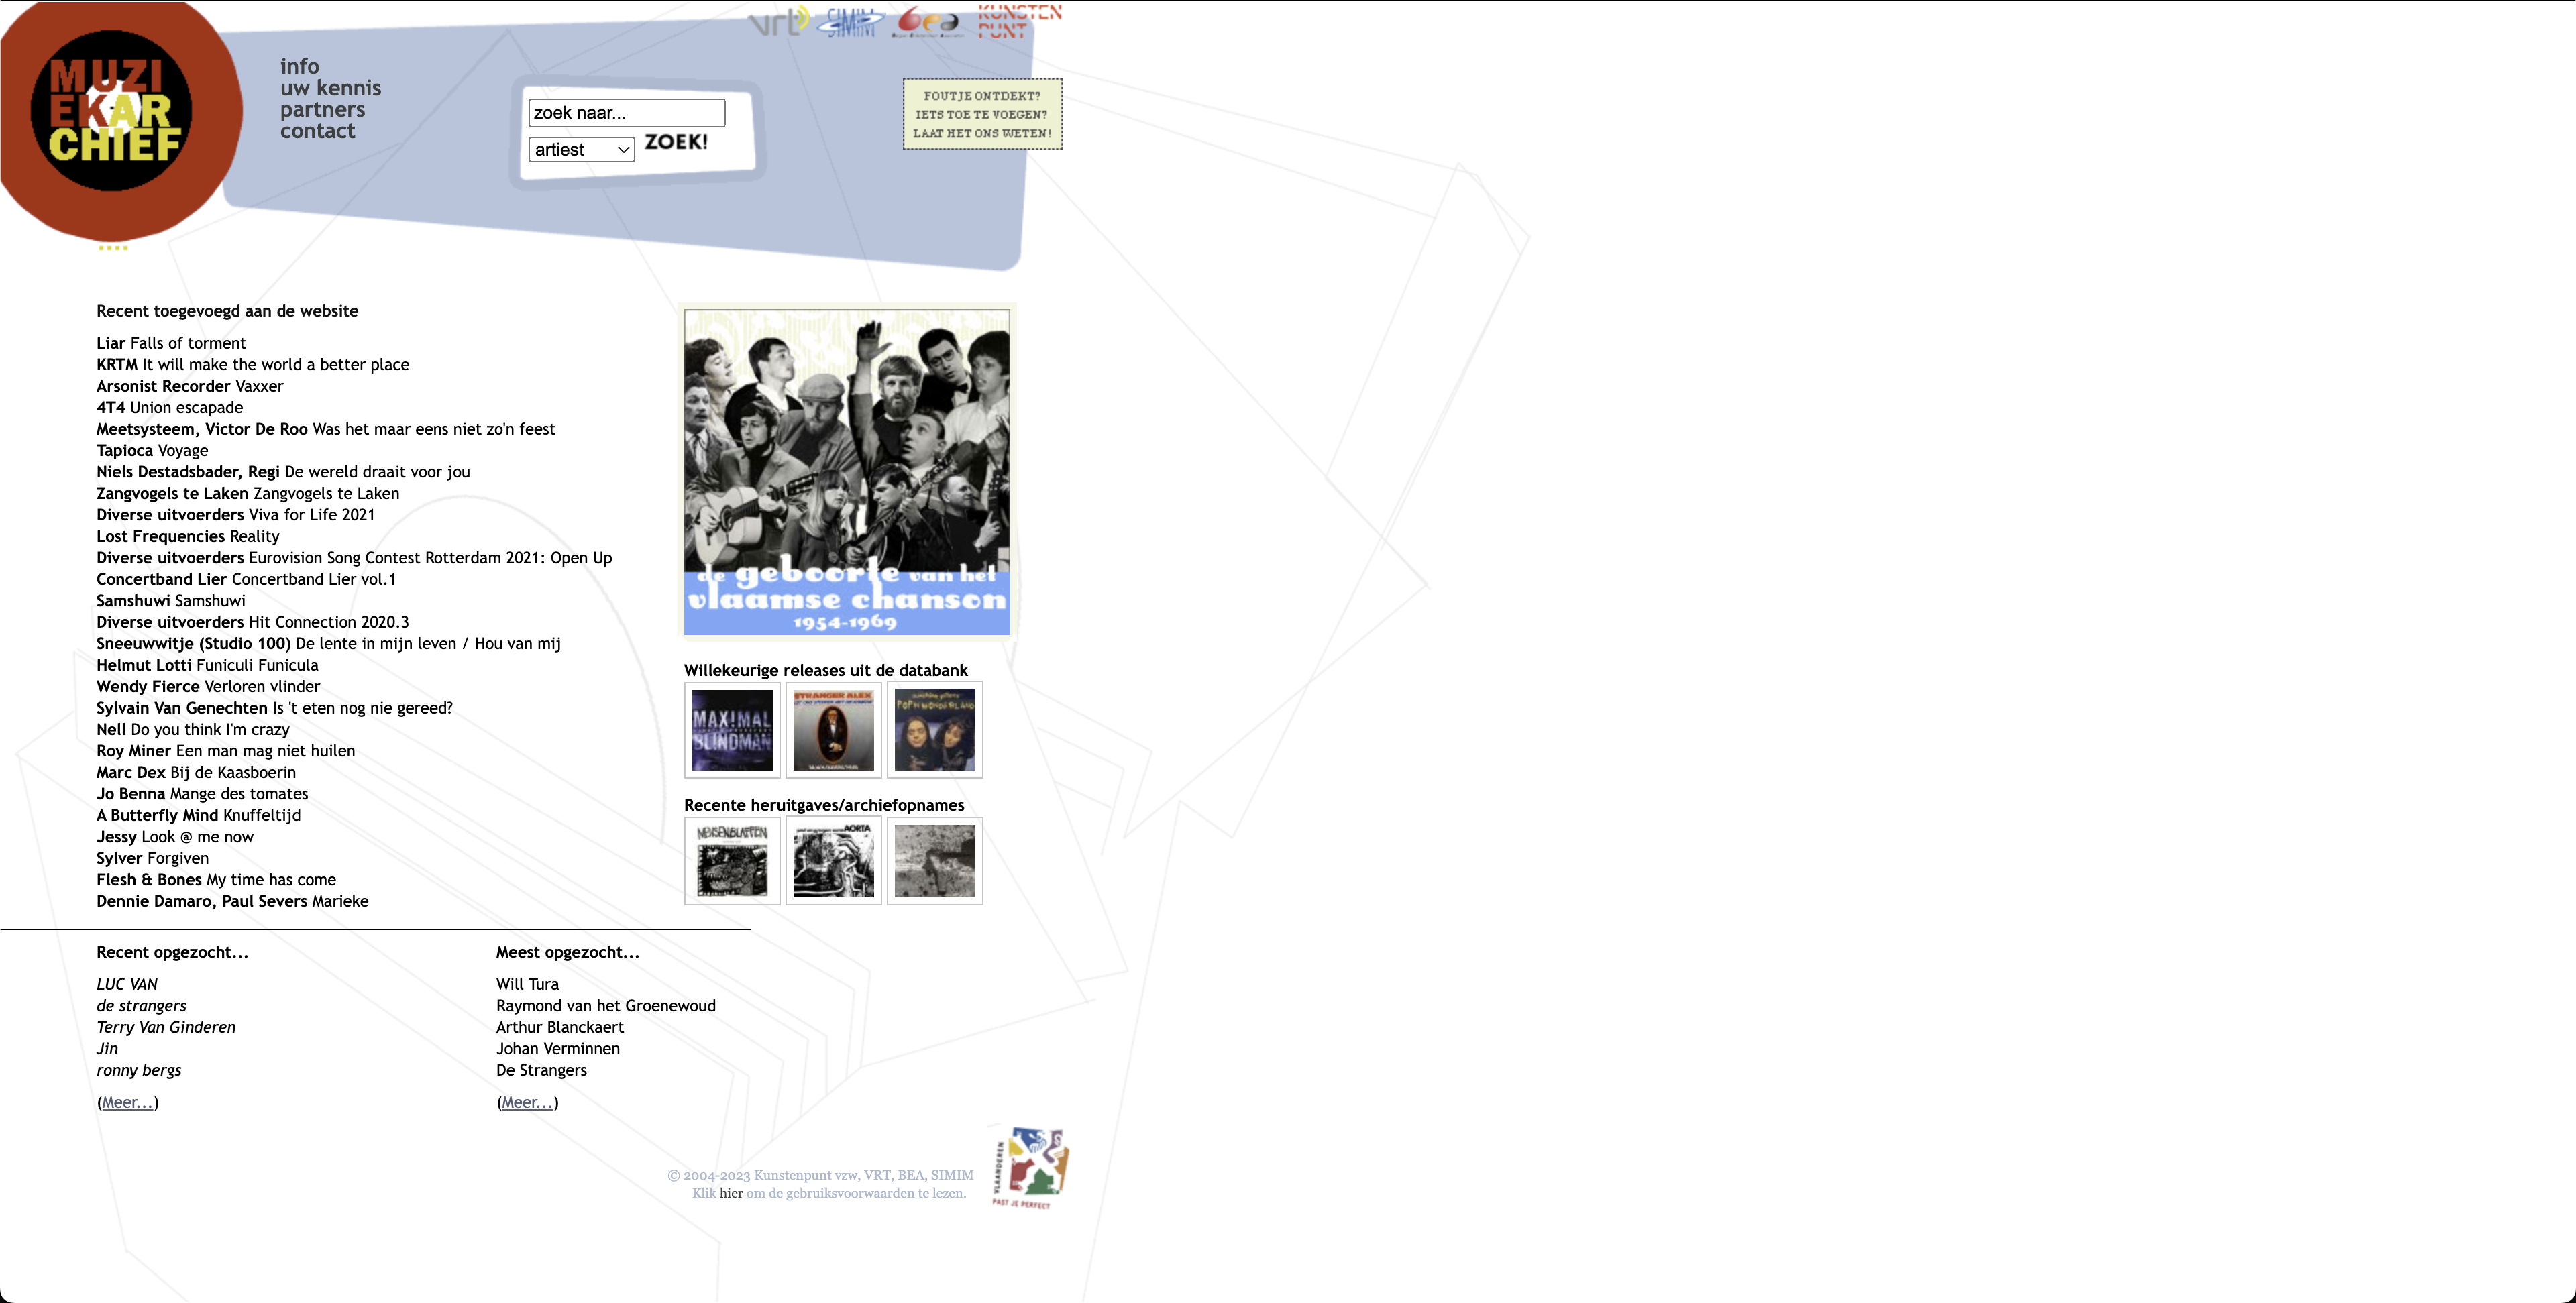 vrt
SIMIM
bea
KUNSTEN
PUNT
MUZI
EKAR
CHIEF
info
uw kennis
partners
contact
zoek naar...
artiest
ZOEK!
FOUTJE ONTDEKT?
IETS TOE TE VOEGEN?
LAAT HET ONS WETEN!
Recent toegevoegd aan de website
Liar Falls of torment
KRTM It will make the world a better place
Arsonist Recorder Vaxxer
4T4 Union escapade
Meetsysteem, Victor De Roo Was het maar eens niet zo'n feest
Tapioca Voyage
Niels Destadsbader, Regi De wereld draait voor jou
Zangvogels te Laken Zangvogels te Laken
Diverse uitvoerders Viva for Life 2021
Lost Frequencies Reality
Diverse uitvoerders Eurovision Song Contest Rotterdam 2021: Open Up
Concertband Lier Concertband Lier vol.1
Samshuwi Samshuwi
Diverse uitvoerders Hit Connection 2020.3
Sneeuwwitje (Studio 100) De lente in mijn leven / Hou van mij
Helmut Lotti Funiculi Funicula
Wendy Fierce Verloren vlinder
Sylvain Van Genechten Is 't eten nog nie gereed?
Nell Do you think I'm crazy
Roy Miner Een man mag niet huilen
Marc Dex Bij de Kaasboerin
Jo Benna Mange des tomates
A Butterfly Mind Knuffeltijd
Jessy Look @ me now
Sylver Forgiven
Flesh & Bones My time has come
Dennie Damaro, Paul Severs Marieke
de geboorte van het
vlaamse chanson
1954-1969
Willekeurige releases uit de databank
MAX!MAL
BLINDMAN
STRANGER ALEX
POP IN WONDERLAND
Recente heruitgaves/archiefopnames
MENSENBLAFFEN
AORTA
Recent opgezocht...
LUC VAN
de strangers
Terry Van Ginderen
Jin
ronny bergs
(Meer...)
Meest opgezocht...
Will Tura
Raymond van het Groenewoud
Arthur Blanckaert
Johan Verminnen
De Strangers
(Meer...)
© 2004-2023 Kunstenpunt vzw, VRT, BEA, SIMIM
Klik hier om de gebruiksvoorwaarden te lezen.
VLAANDEREN
PAST JE PERFECT